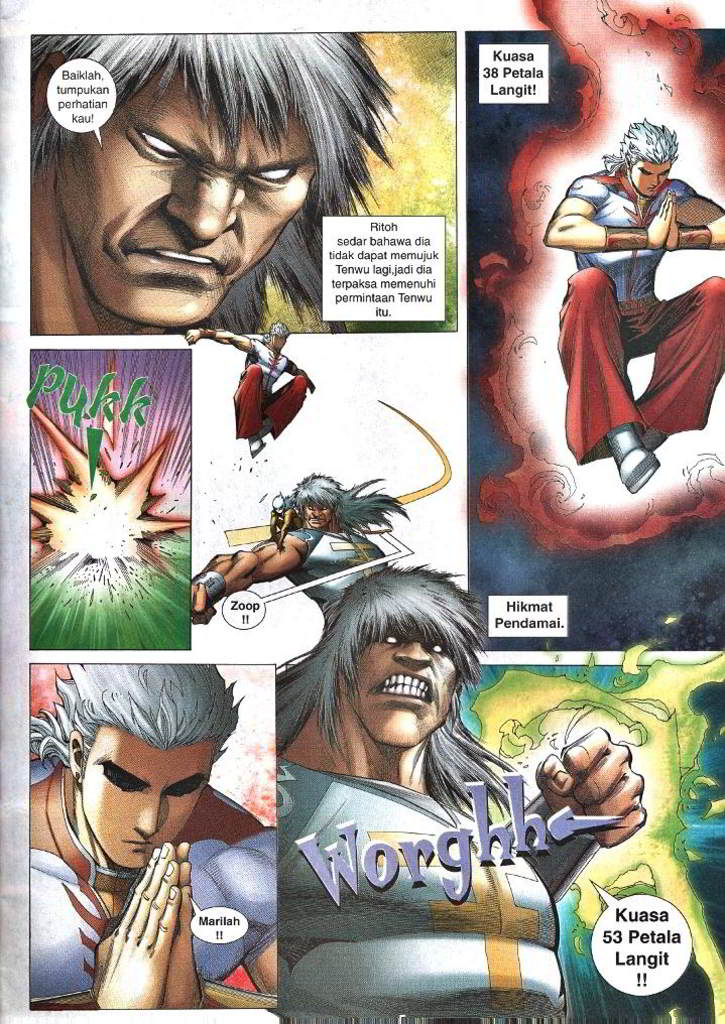 Baiklah,
tumpukan
perhatian
kau!
Ritoh
sedar bahawa dia
tidak dapat memujuk
Tenwu lagi,jadi dia
terpaksa memenuhi
permintaan Tenwu
itu.
Kuasa
38 Petala
Langit!
Pukk
Zoop
!!
Hikmat
Pendamai.
Marilah
!!
Worghh
Kuasa
53 Petala
Langit
!!